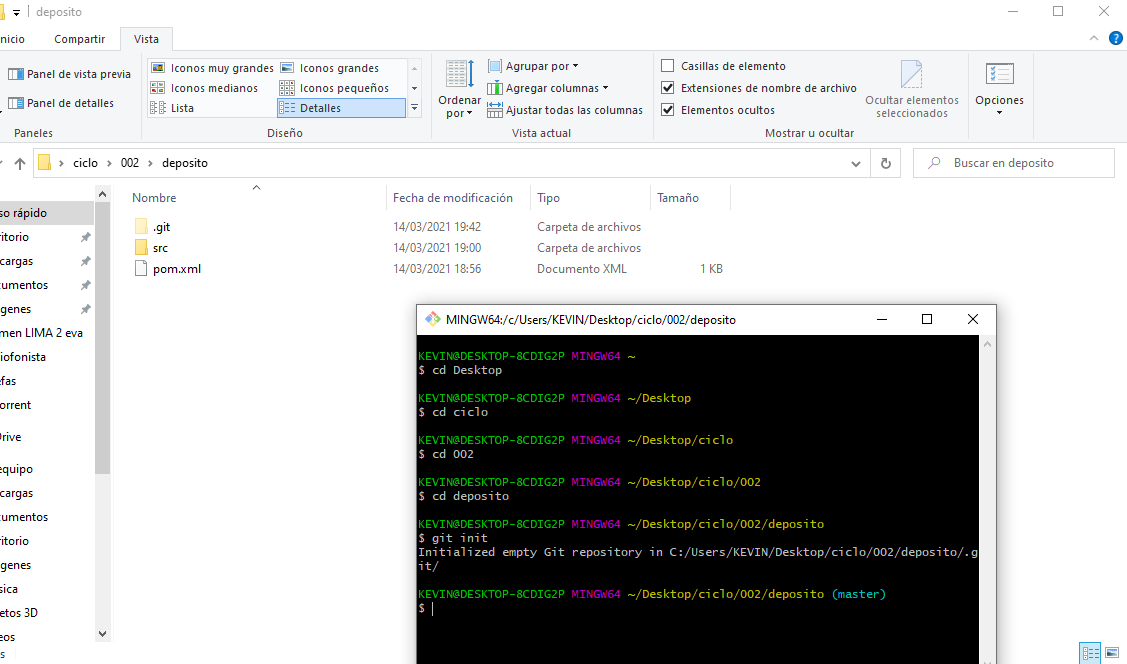 deposito
nicio Compartir Vista
Panel de vista previa
Panel de detalles
Paneles
Iconos muy grandes Iconos grandes
Iconos medianos Iconos pequeños
Lista Detalles
Diseño
Ordenar
por
Agrupar por
Agregar columnas
Ajustar todas las columnas
Vista actual
Casillas de elemento
Extensiones de nombre de archivo
Elementos ocultos
Ocultar elementos
seleccionados
Mostrar u ocultar
Opciones
ciclo > 002 > deposito
Buscar en deposito
so rápido
ritorio
cargas
umentos
genes
men LIMA 2 eva
iofonista
efas
orrent
Drive
equipo
cargas
umentos
ritorio
genes
sica
etos 3D
eos
s
Nombre Fecha de modificación Tipo Tamaño
.git 14/03/2021 19:42 Carpeta de archivos
src 14/03/2021 19:00 Carpeta de archivos
pom.xml 14/03/2021 18:56 Documento XML 1 KB
MINGW64:/c/Users/KEVIN/Desktop/ciclo/002/deposito
KEVIN@DESKTOP-8CDIG2P MINGW64 ~
$ cd Desktop
KEVIN@DESKTOP-8CDIG2P MINGW64 ~/Desktop
$ cd ciclo
KEVIN@DESKTOP-8CDIG2P MINGW64 ~/Desktop/ciclo
$ cd 002
KEVIN@DESKTOP-8CDIG2P MINGW64 ~/Desktop/ciclo/002
$ cd deposito
KEVIN@DESKTOP-8CDIG2P MINGW64 ~/Desktop/ciclo/002/deposito
$ git init
Initialized empty Git repository in C:/Users/KEVIN/Desktop/ciclo/002/deposito/.g
it/
KEVIN@DESKTOP-8CDIG2P MINGW64 ~/Desktop/ciclo/002/deposito (master)
$